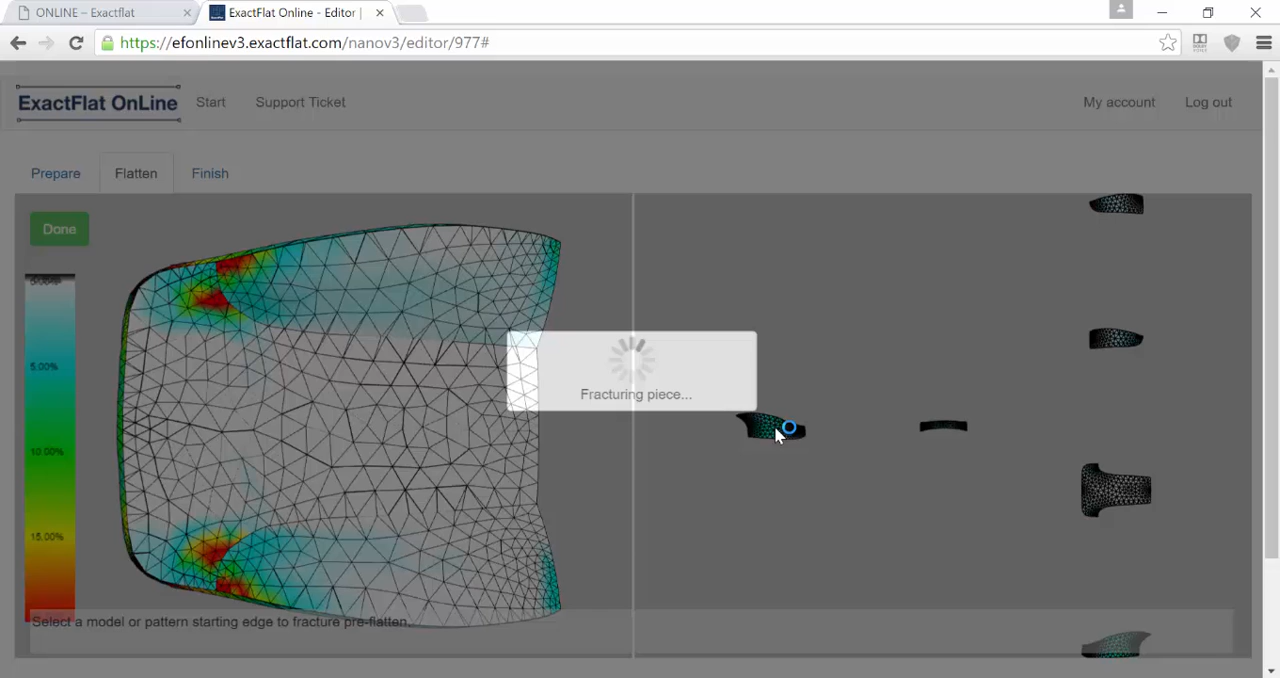 ONLINE – Exactflat
ExactFlat Online - Editor |
https://efonlinev3.exactflat.com/nanov3/editor/977#
ExactFlat OnLine
Start
Support Ticket
My account
Log out
Prepare
Flatten
Finish
Done
5.00%
10.00%
15.00%
Fracturing piece...
Select a model or pattern starting edge to fracture pre-flatten.